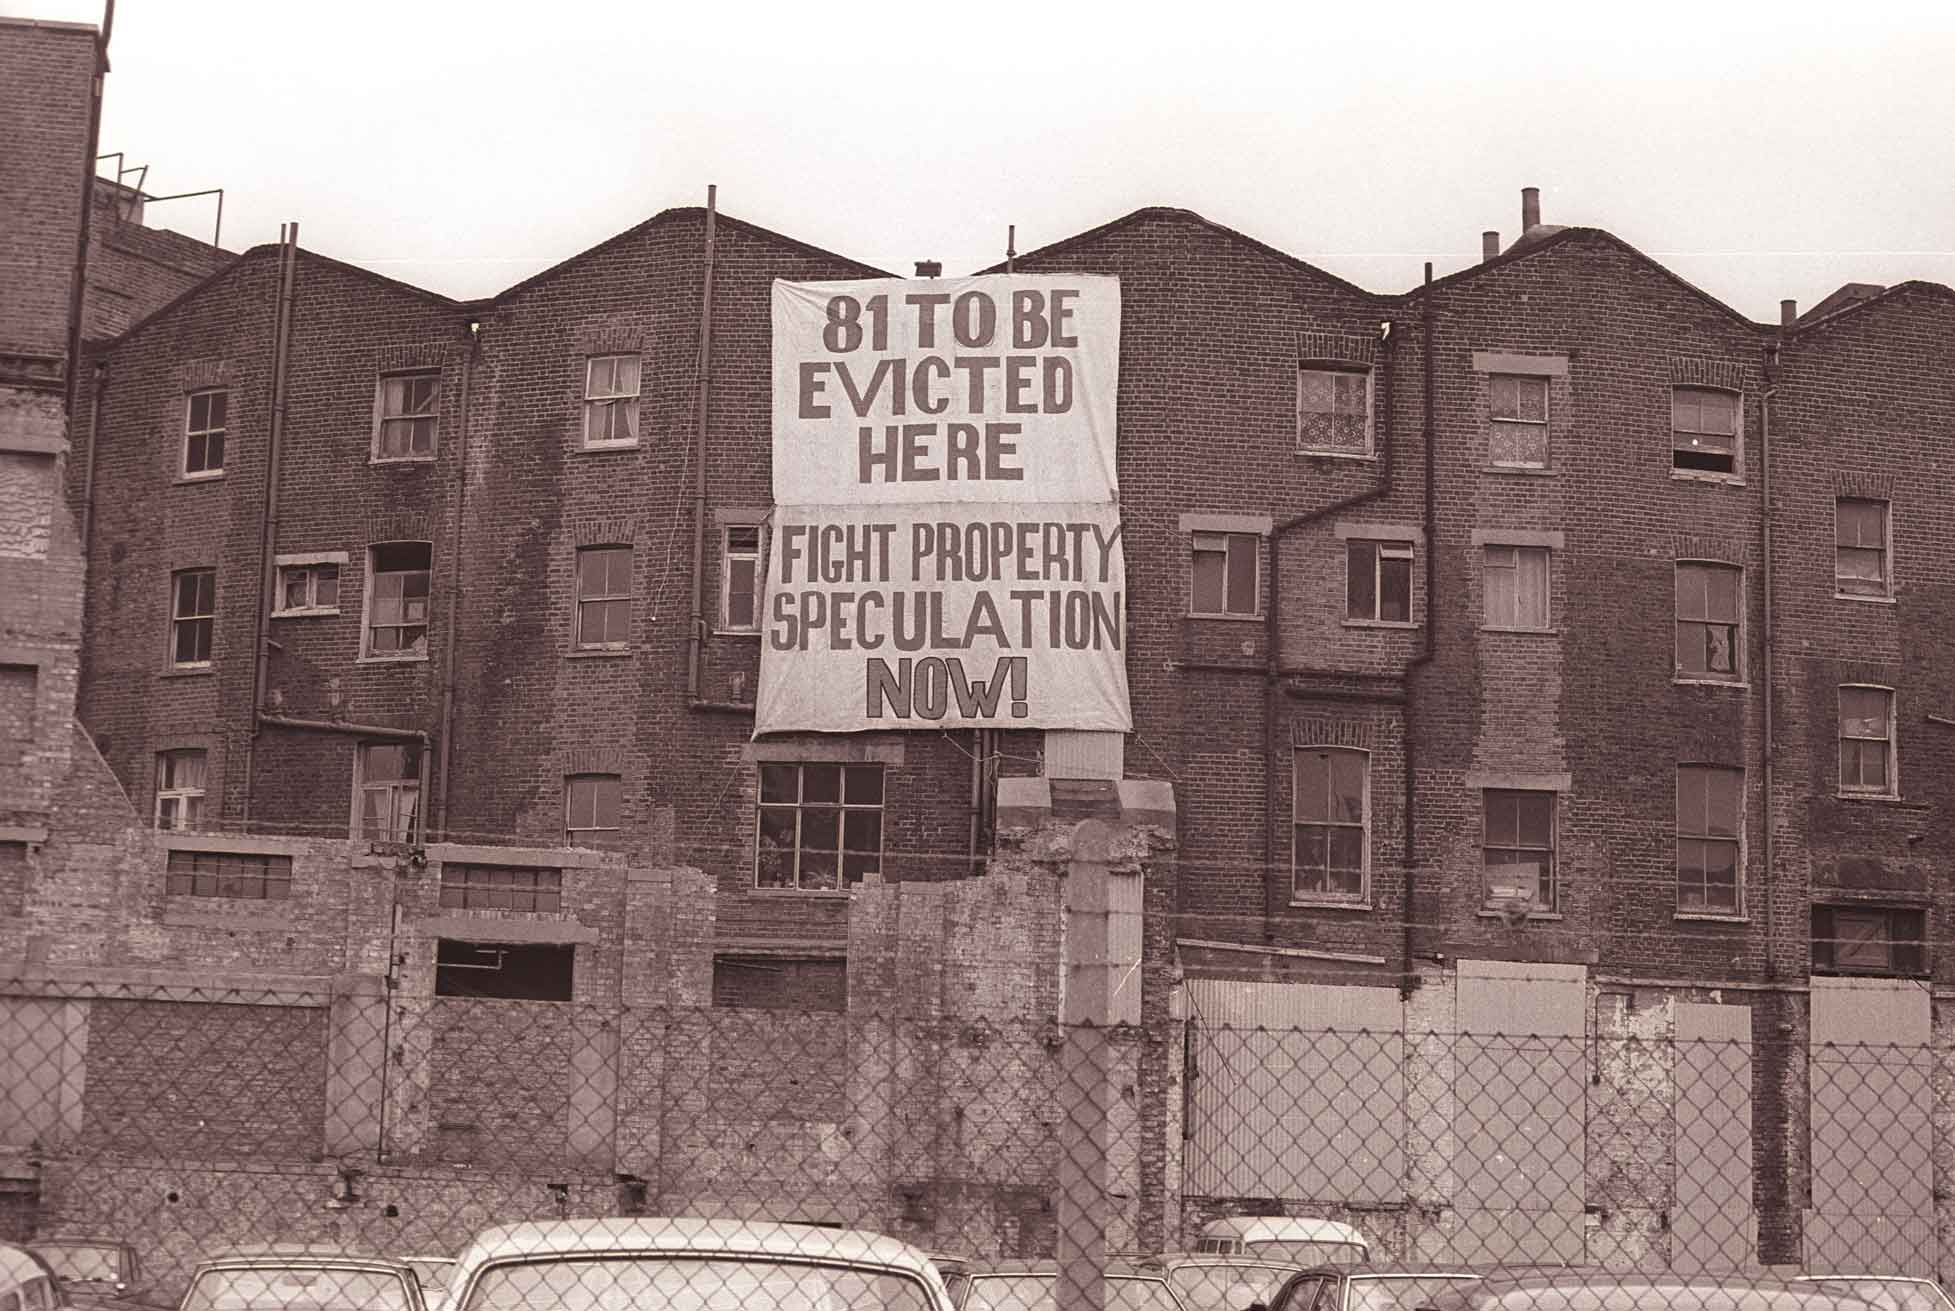 81 TO BE
EVICTED
HERE
FIGHT PROPERTY
SPECULATION
NOW!